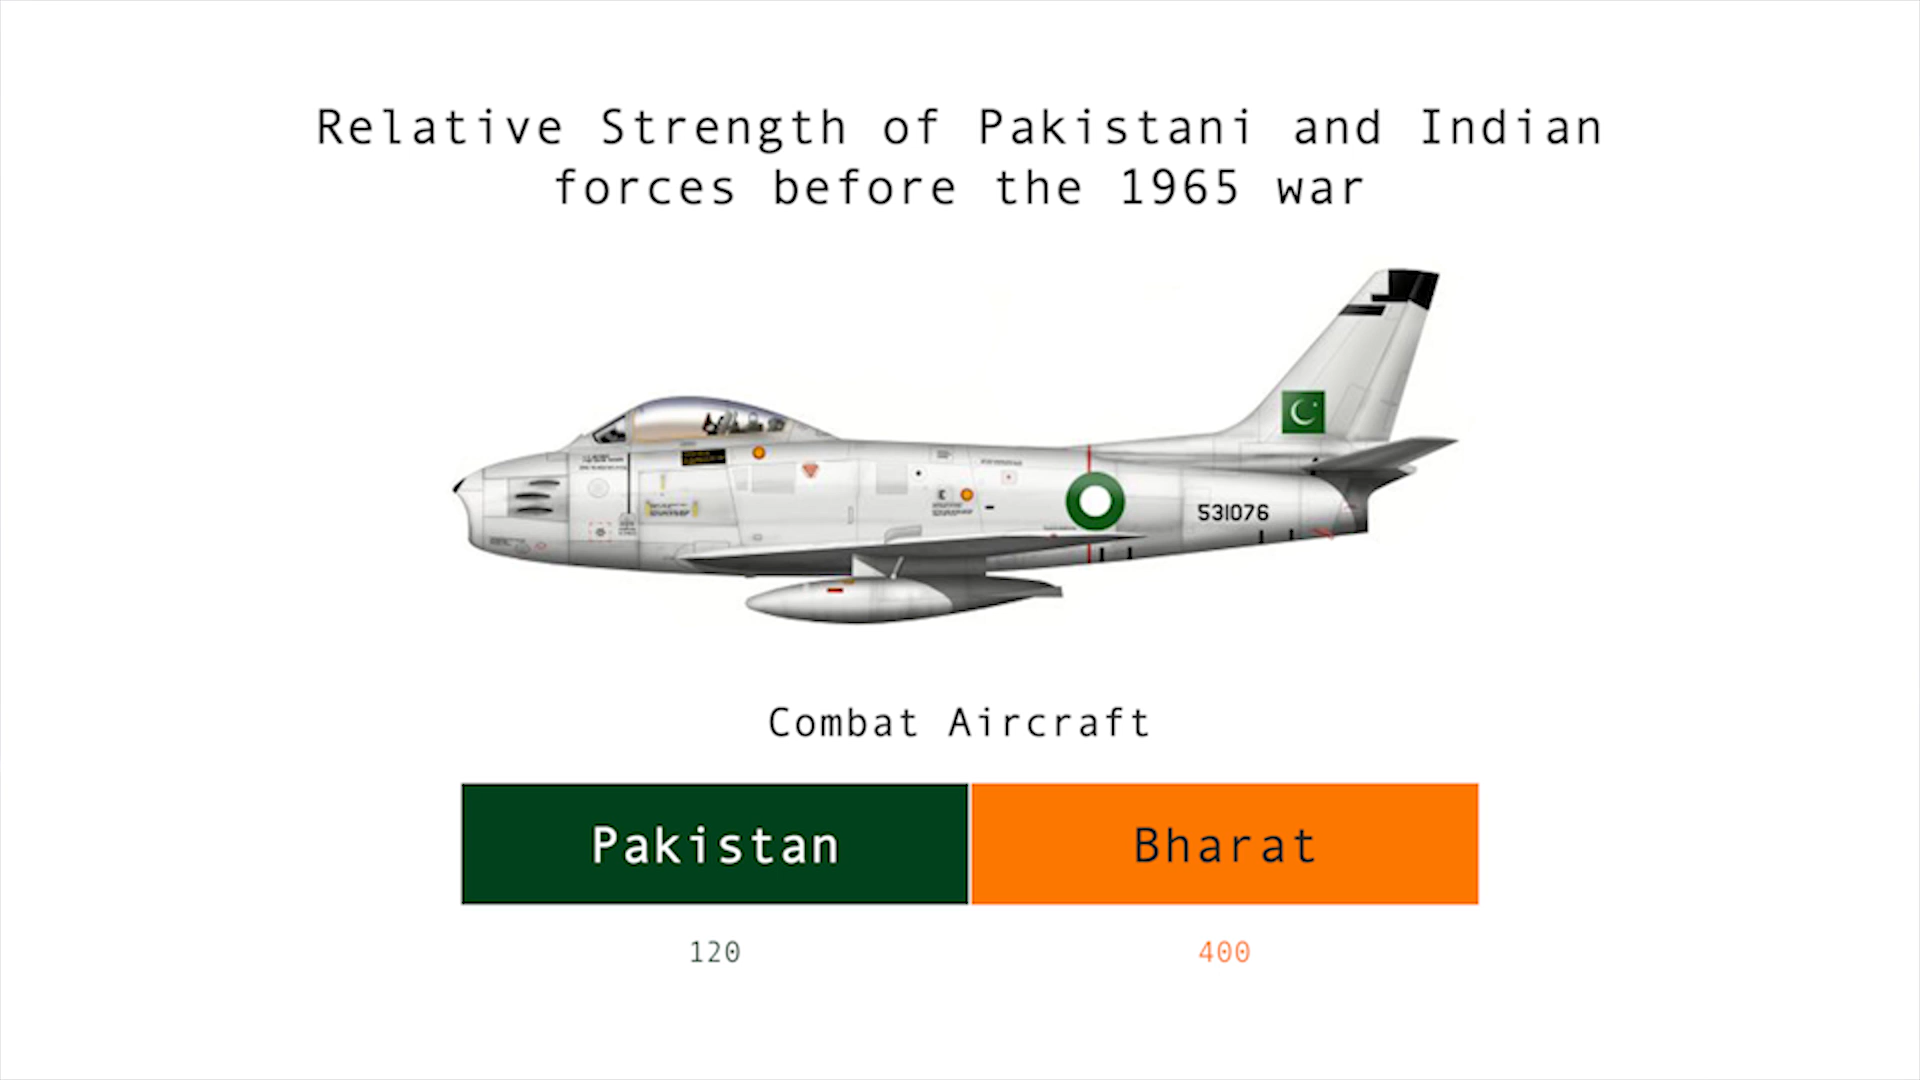 Relative Strength of Pakistani and Indian
forces before the 1965 war
531076
Combat Aircraft
Pakistan
Bharat
120
400